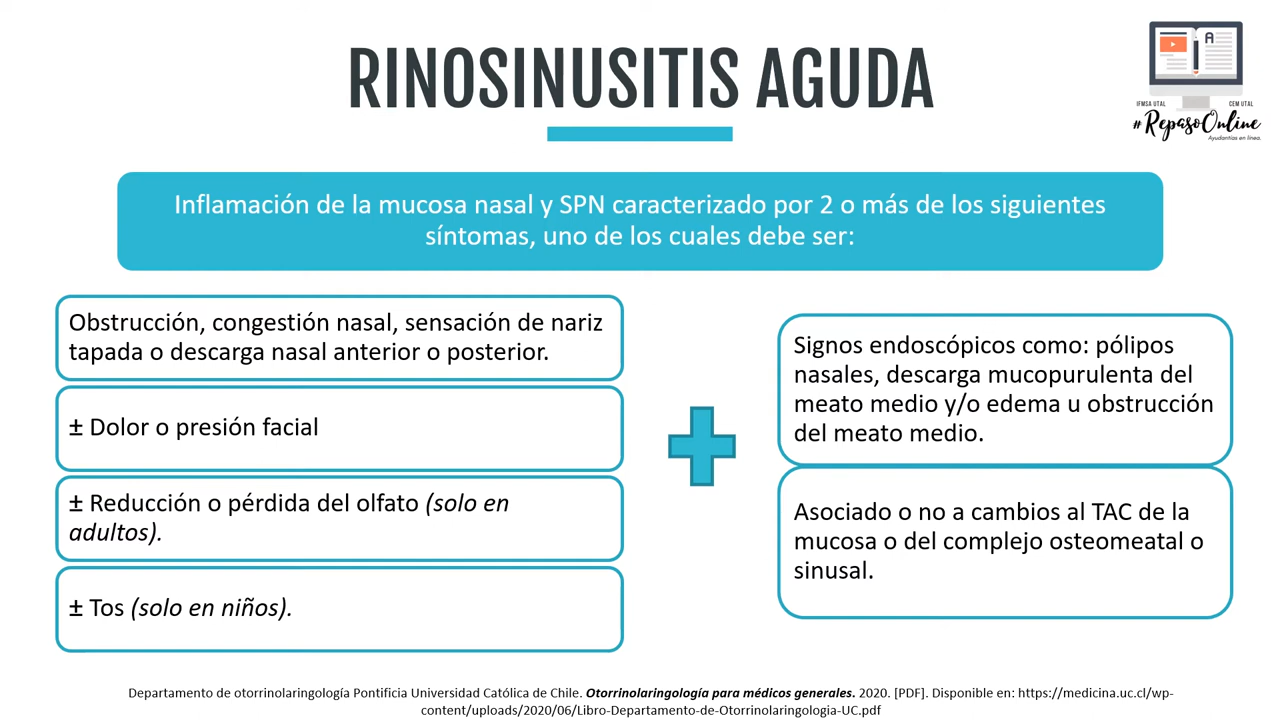 RINOSINUSITIS AGUDA
A
IFMSA UTAL
CEM UTAL
#RepasoOnline
Ayudantías en línea.
Inflamación de la mucosa nasal y SPN caracterizado por 2 o más de los siguientes
síntomas, uno de los cuales debe ser:
Obstrucción, congestión nasal, sensación de nariz
tapada o descarga nasal anterior o posterior.
± Dolor o presión facial
± Reducción o pérdida del olfato (solo en
adultos).
± Tos (solo en niños).
Signos endoscópicos como: pólipos
nasales, descarga mucopurulenta del
meato medio y/o edema u obstrucción
del meato medio.
Asociado o no a cambios al TAC de la
mucosa o del complejo osteomeatal o
sinusal.
Departamento de otorrinolaringología Pontificia Universidad Católica de Chile. Otorrinolaringología para médicos generales. 2020. [PDF]. Disponible en: https://medicina.uc.cl/wp-
content/uploads/2020/06/Libro-Departamento-de-Otorrinolaringologia-UC.pdf